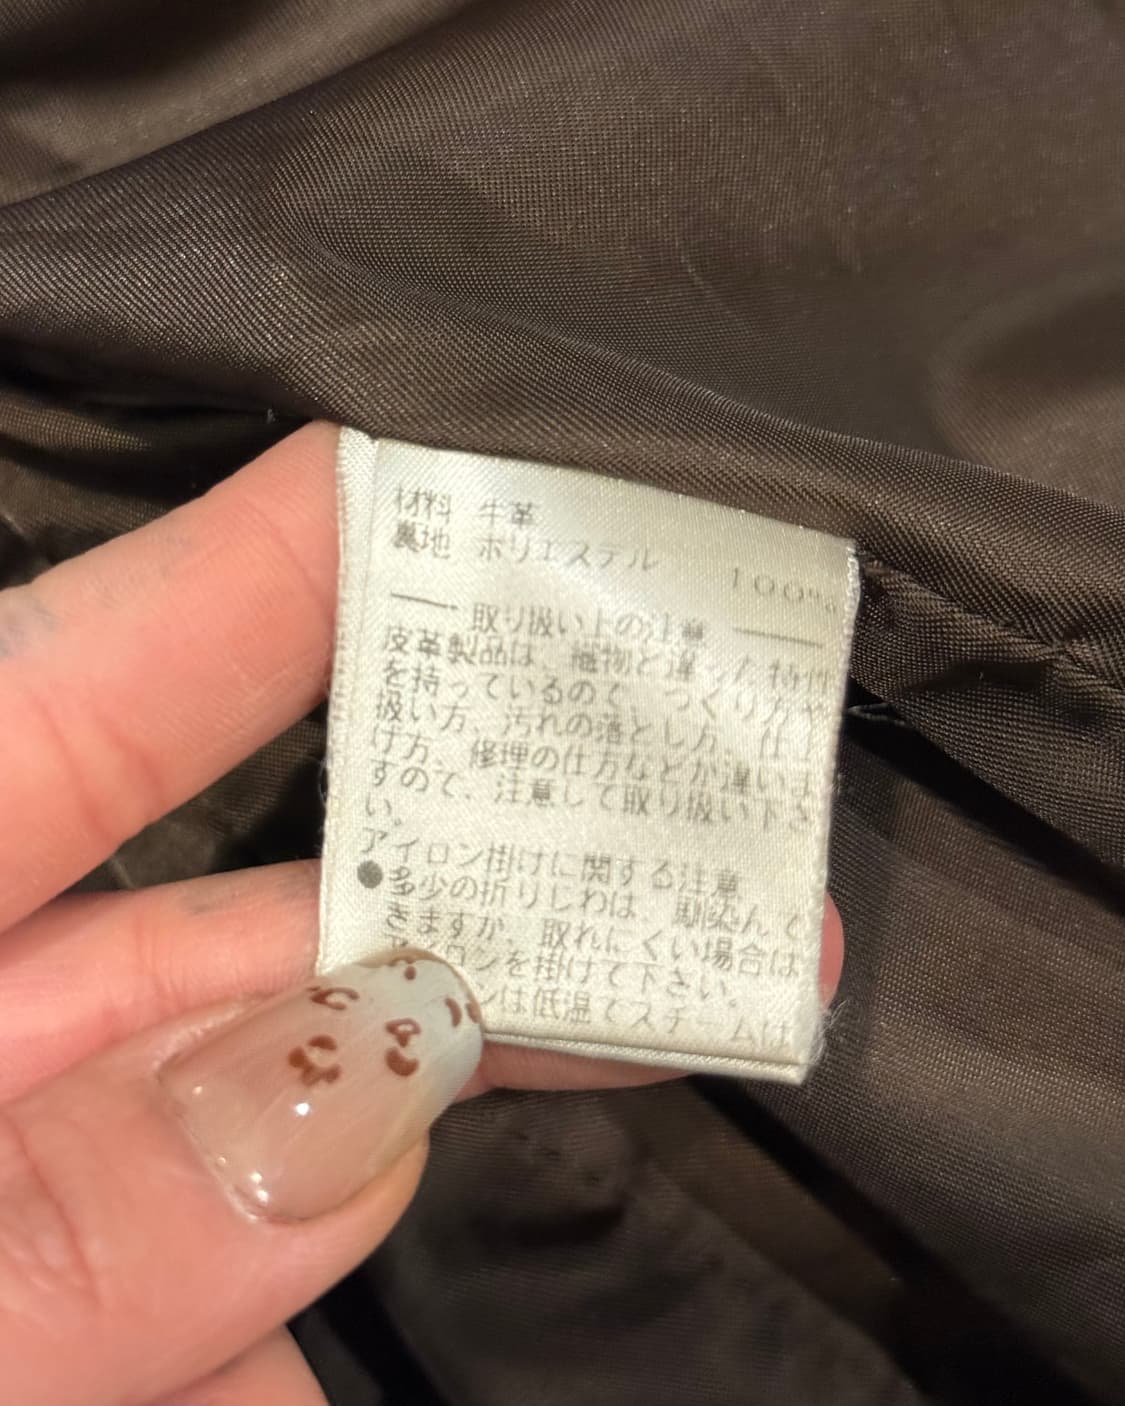 材料 牛革
裏地 ポリエステル 100%
取り扱い上の注意
皮革製品は、織物と違った特性
を持っているので、つくり方や
扱い方、汚れの落とし方、仕上
げ方、修理の仕方などが違いま
すので、注意して取り扱い下さ
い。
アイロン掛けに関する注意
●多少の折りしわは、馴染んで
きますが、取れにくい場合は
アイロンを掛けて下さい。
ンは低温でスチームは